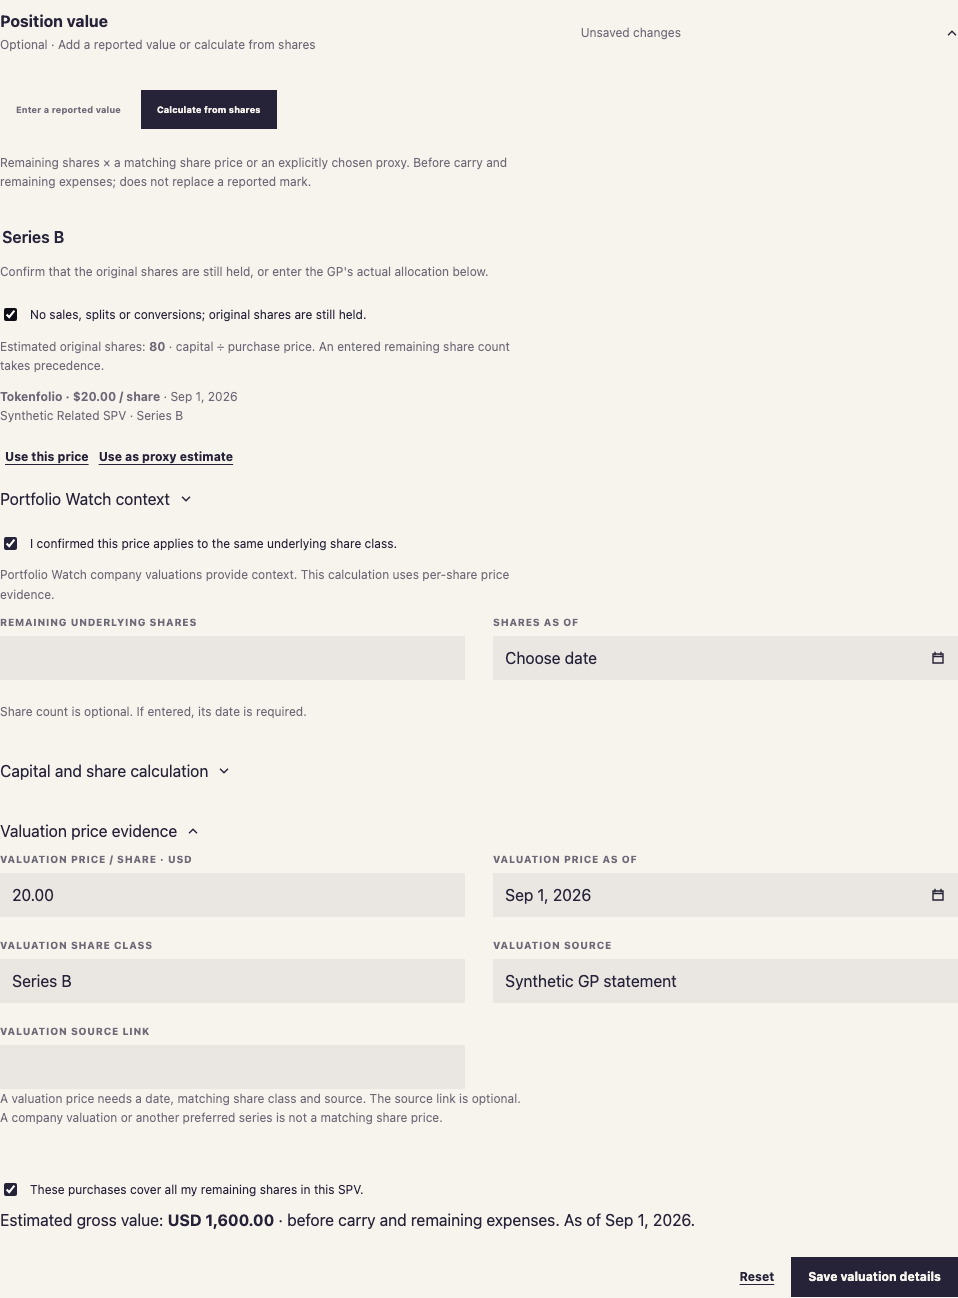 Position value
Optional · Add a reported value or calculate from shares
Unsaved changes
Enter a reported value
Calculate from shares
Remaining shares × a matching share price or an explicitly chosen proxy. Before carry and
remaining expenses; does not replace a reported mark.
Series B
Confirm that the original shares are still held, or enter the GP's actual allocation below.
No sales, splits or conversions; original shares are still held.
Estimated original shares: 80 · capital ÷ purchase price. An entered remaining share count
takes precedence.
Tokenfolio · $20.00 / share · Sep 1, 2026
Synthetic Related SPV · Series B
Use this price Use as proxy estimate
Portfolio Watch context
I confirmed this price applies to the same underlying share class.
Portfolio Watch company valuations provide context. This calculation uses per-share price
evidence.
REMAINING UNDERLYING SHARES
SHARES AS OF
Choose date
Share count is optional. If entered, its date is required.
Capital and share calculation
Valuation price evidence
VALUATION PRICE / SHARE · USD
VALUATION PRICE AS OF
20.00
Sep 1, 2026
VALUATION SHARE CLASS
VALUATION SOURCE
Series B
Synthetic GP statement
VALUATION SOURCE LINK
A valuation price needs a date, matching share class and source. The source link is optional.
A company valuation or another preferred series is not a matching share price.
These purchases cover all my remaining shares in this SPV.
Estimated gross value: USD 1,600.00 · before carry and remaining expenses. As of Sep 1, 2026.
Reset
Save valuation details